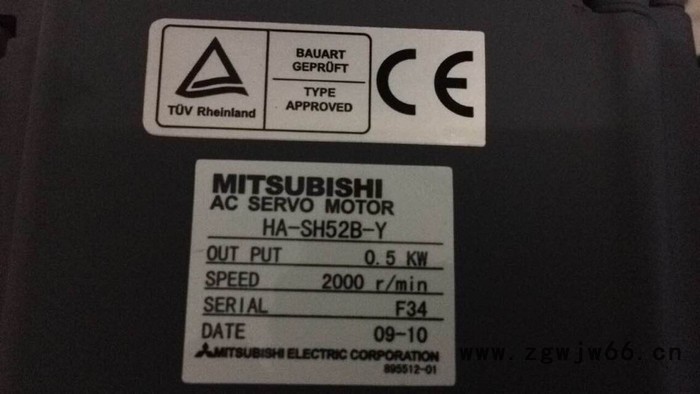 TÜV Rheinland
BAUART
GEPRÜFT
TYPE
APPROVED
CE
MITSUBISHI
AC SERVO MOTOR
HA-SH52B-Y
OUT PUT 0.5 KW
SPEED 2000 r/min
SERIAL F34
DATE 09-10
MITSUBISHI ELECTRIC CORPORATION
895512-01
www.zgwjw66.cn